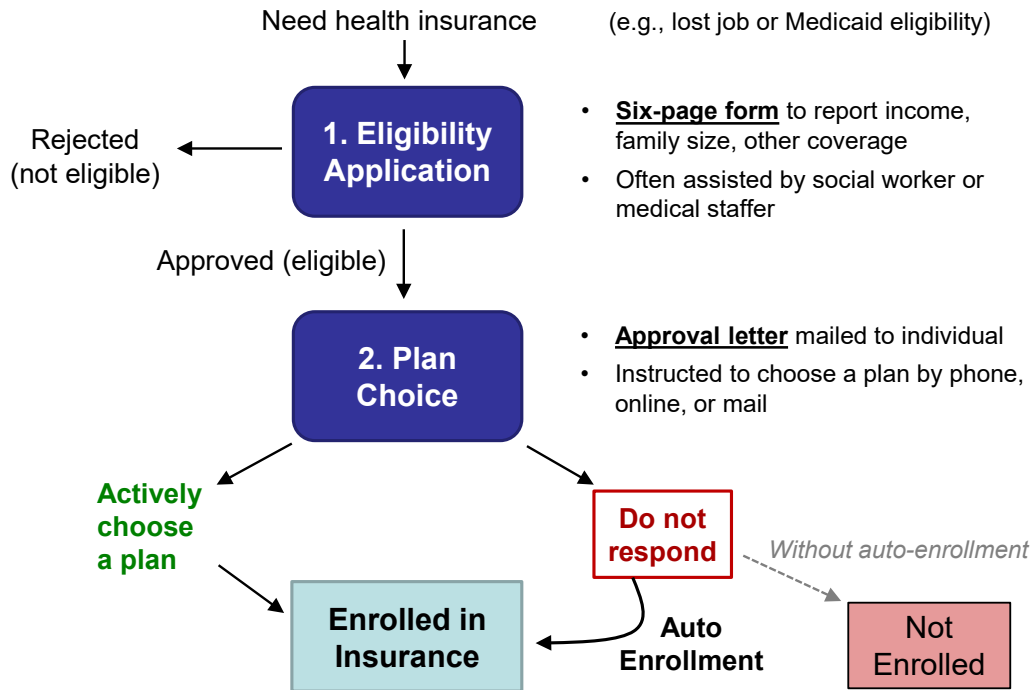 Need health insurance
(e.g., lost job or Medicaid eligibility)
1. Eligibility
Application
• Six-page form to report income,
family size, other coverage
• Often assisted by social worker or
medical staffer
Rejected
(not eligible)
Approved (eligible)
2. Plan
Choice
• Approval letter mailed to individual
• Instructed to choose a plan by phone,
online, or mail
Actively
choose
a plan
Do not
respond
Without auto-enrollment
Enrolled in
Insurance
Auto
Enrollment
Not
Enrolled